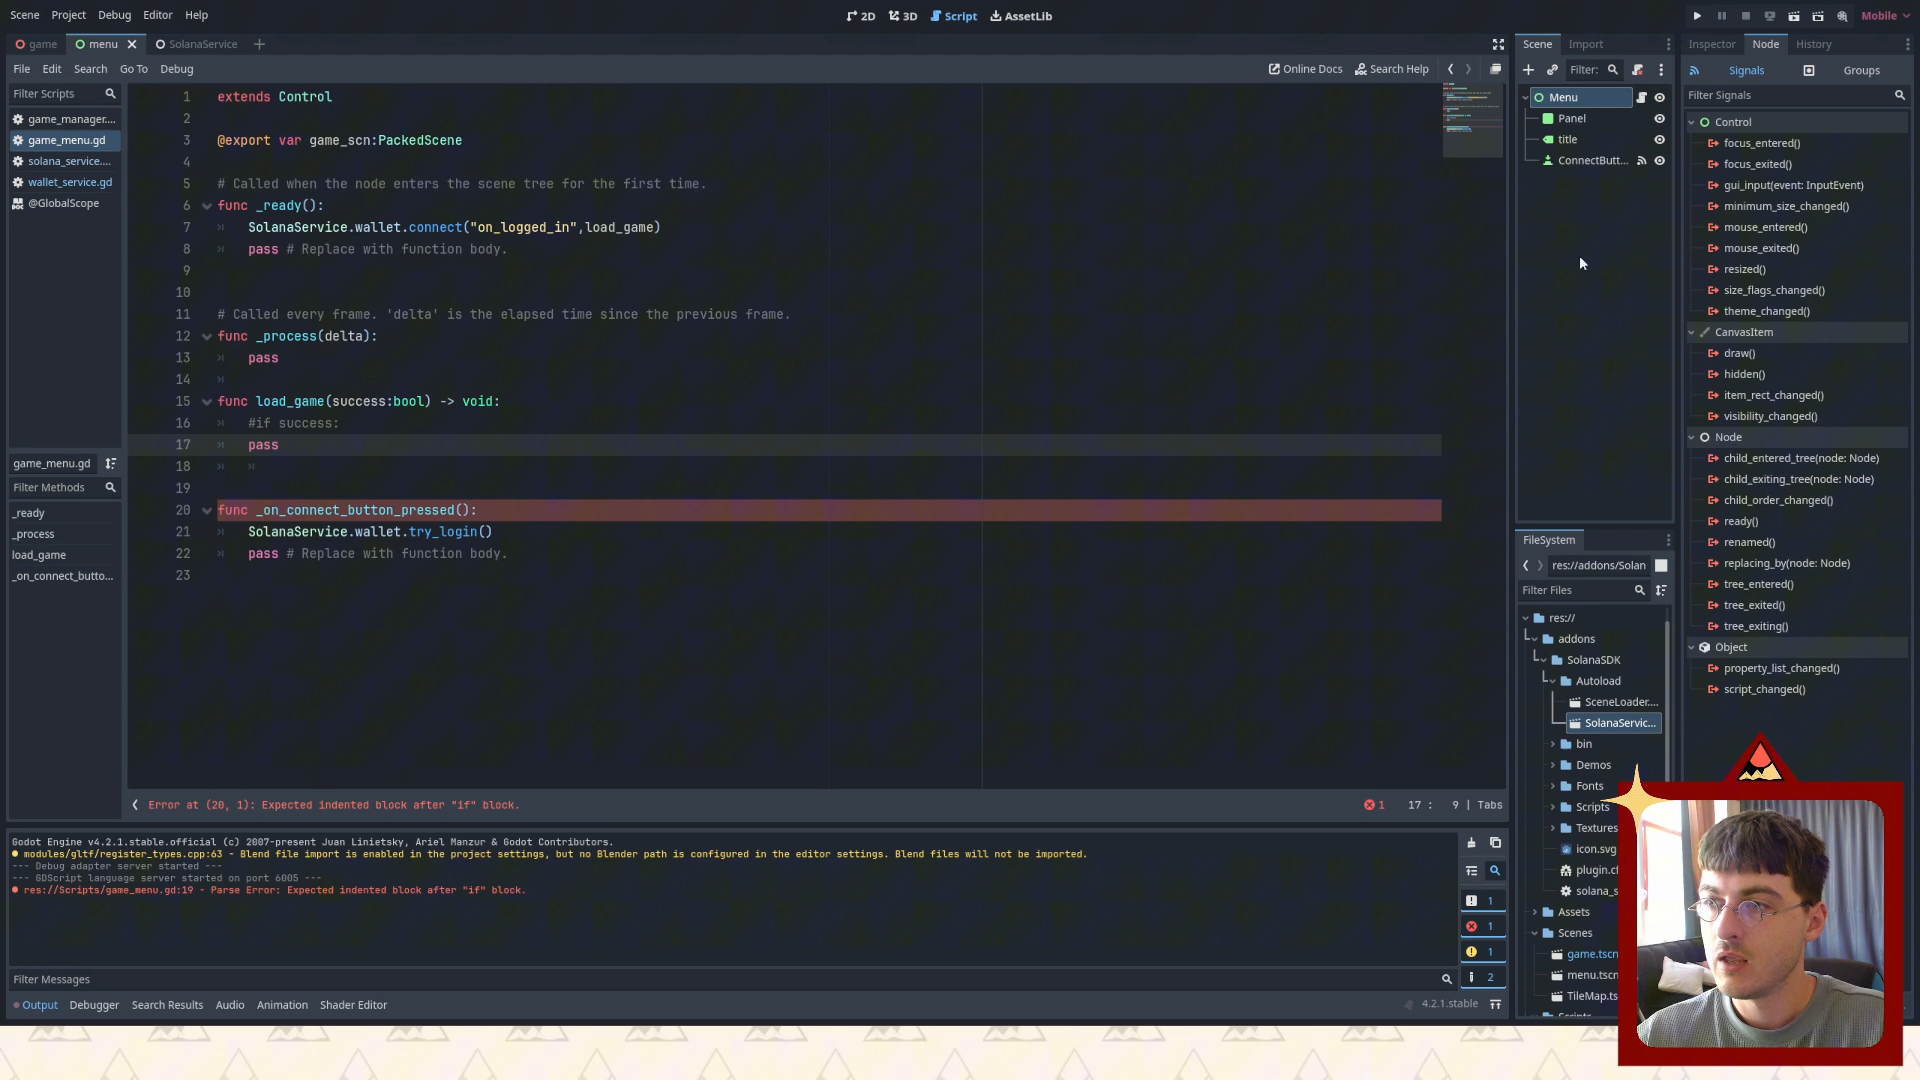 Scene Project Debug Editor Help
2D 3D Script AssetLib
Mobile
game menu SolanaService
Scene Import
Inspector Node History
File Edit Search Go To Debug
Online Docs Search Help
Filter:
Signals Groups
Filter Scripts
Filter Signals
game_manager....
game_menu.gd
solana_service....
wallet_service.gd
@GlobalScope
1 extends Control
2
3 @export var game_scn:PackedScene
4
5 # Called when the node enters the scene tree for the first time.
6 func _ready():
7 SolanaService.wallet.connect("on_logged_in",load_game)
8 pass # Replace with function body.
9
10
11 # Called every frame. 'delta' is the elapsed time since the previous frame.
12 func _process(delta):
13 pass
14
15 func load_game(success:bool) -> void:
16 #if success:
17 pass
18
19
20 func _on_connect_button_pressed():
21 SolanaService.wallet.try_login()
22 pass # Replace with function body.
23
game_menu.gd
Filter Methods
_ready
_process
load_game
_on_connect_butto...
Menu
Panel
title
ConnectButt...
Control
focus_entered()
focus_exited()
gui_input(event: InputEvent)
minimum_size_changed()
mouse_entered()
mouse_exited()
resized()
size_flags_changed()
theme_changed()
CanvasItem
draw()
hidden()
item_rect_changed()
visibility_changed()
Node
child_entered_tree(node: Node)
child_exiting_tree(node: Node)
child_order_changed()
ready()
renamed()
replacing_by(node: Node)
tree_entered()
tree_exited()
tree_exiting()
Object
property_list_changed()
script_changed()
FileSystem
res://addons/Solan
Filter Files
res://
addons
SolanaSDK
Autoload
SceneLoader....
SolanaServic...
bin
Demos
Fonts
Scripts
Textures
icon.svg
plugin.cf
solana_s
Assets
Scenes
game.tscn
menu.tscn
TileMap.ts
Error at (20, 1): Expected indented block after "if" block.
1 17 : 9 | Tabs
Godot Engine v4.2.1.stable.official (c) 2007-present Juan Linietsky, Ariel Manzur & Godot Contributors.
modules/gltf/register_types.cpp:63 - Blend file import is enabled in the project settings, but no Blender path is configured in the editor settings. Blend files will not be imported.
--- Debug adapter server started ---
--- GDScript language server started on port 6005 ---
res://Scripts/game_menu.gd:19 - Parse Error: Expected indented block after "if" block.
1
1
1
2
Filter Messages
Output Debugger Search Results Audio Animation Shader Editor
4.2.1.stable